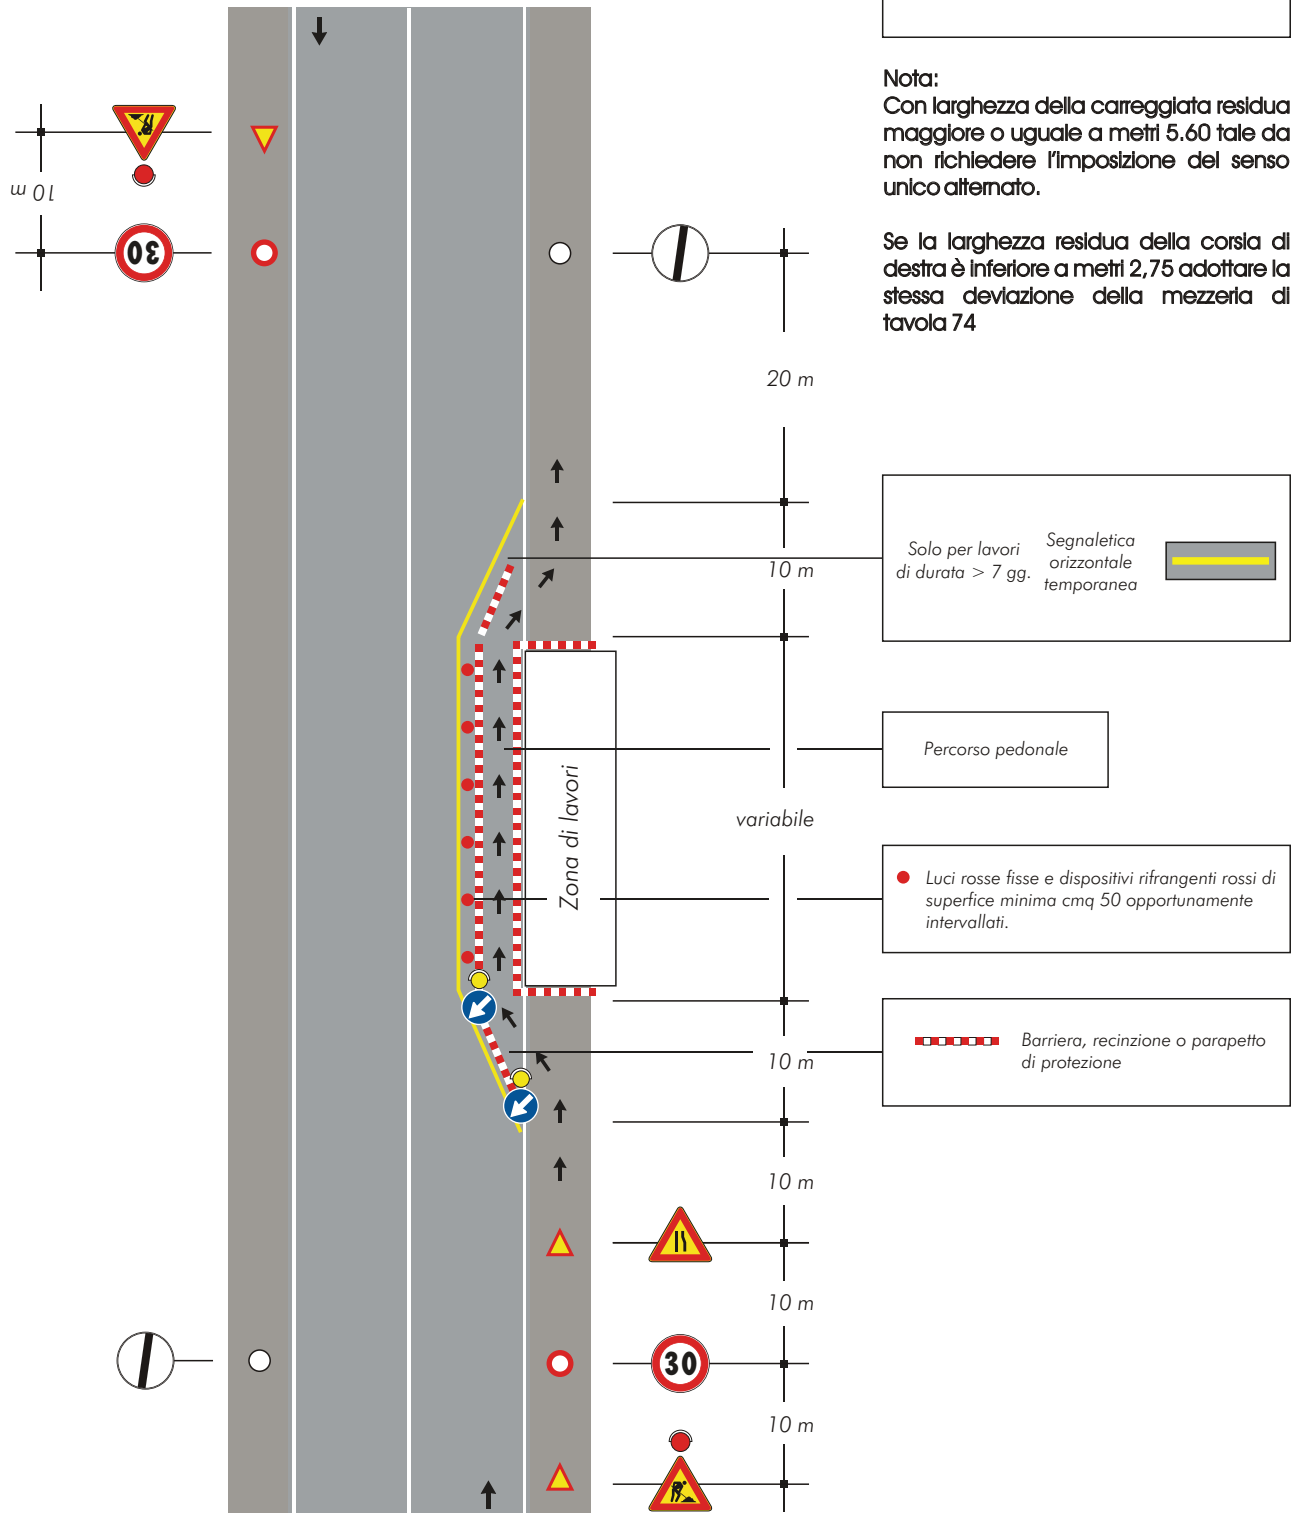 Nota:
Con larghezza della carreggiata residua
maggiore o uguale a metri 5.60 tale da
non richiedere l'imposizione del senso
unico alternato.
Se la larghezza residua della corsia di
destra è inferiore a metri 2,75 adottare la
stessa deviazione della mezzeria di
tavola 74
10 m
30
20 m
10 m
Solo per lavori
di durata > 7 gg.
Segnaletica
orizzontale
temporanea
Percorso pedonale
Zona di lavori
variabile
Luci rosse fisse e dispositivi rifrangenti rossi di
superfice minima cmq 50 opportunamente
intervallati.
Barriera, recinzione o parapetto
di protezione
10 m
10 m
10 m
30
10 m